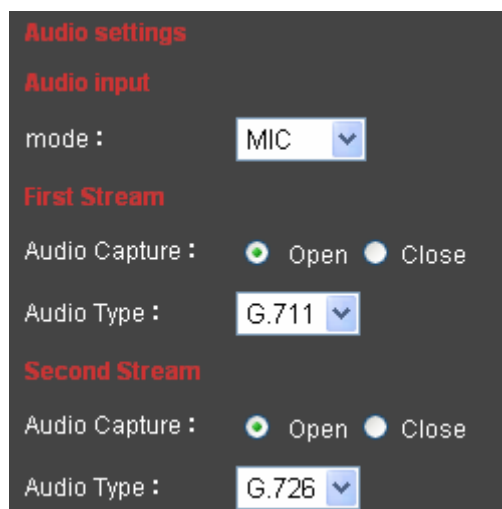 Audio settings
Audio input
mode： MIC
First Stream
Audio Capture： Open Close
Audio Type： G.711
Second Stream
Audio Capture： Open Close
Audio Type： G.726